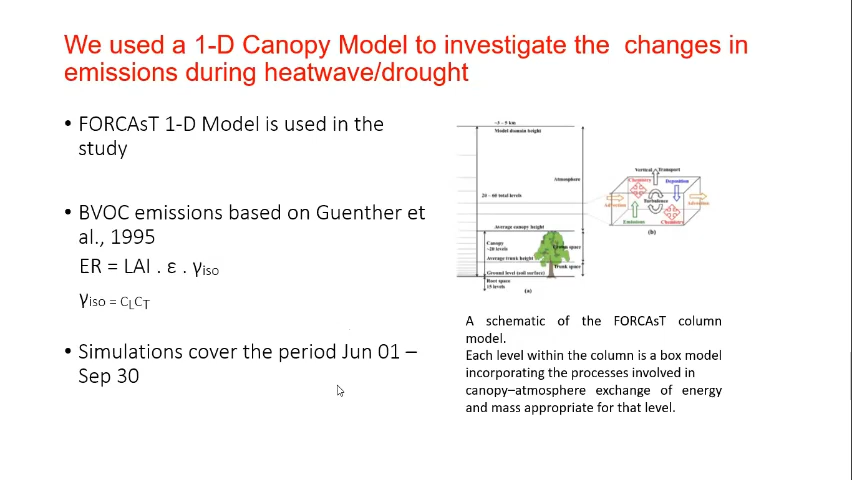 We used a 1-D Canopy Model to investigate the changes in
emissions during heatwave/drought
• FORCAsT 1-D Model is used in the
study
• BVOC emissions based on Guenther et
al., 1995
ER = LAI . ε . γiso
γiso = CLCT
• Simulations cover the period Jun 01 –
Sep 30
~3 – 5 km
Model domain height
Atmosphere
20 – 60 total levels
Average canopy height
Canopy
~20 levels
Crown space
Average trunk height
Trunk space
Ground level (soil surface)
Root space
15 levels
(a)
Vertical Transport
Chemistry
Deposition
Advection
Turbulence
Advection
Emissions
Chemistry
(b)
A schematic of the FORCAsT column
model.
Each level within the column is a box model
incorporating the processes involved in
canopy–atmosphere exchange of energy
and mass appropriate for that level.